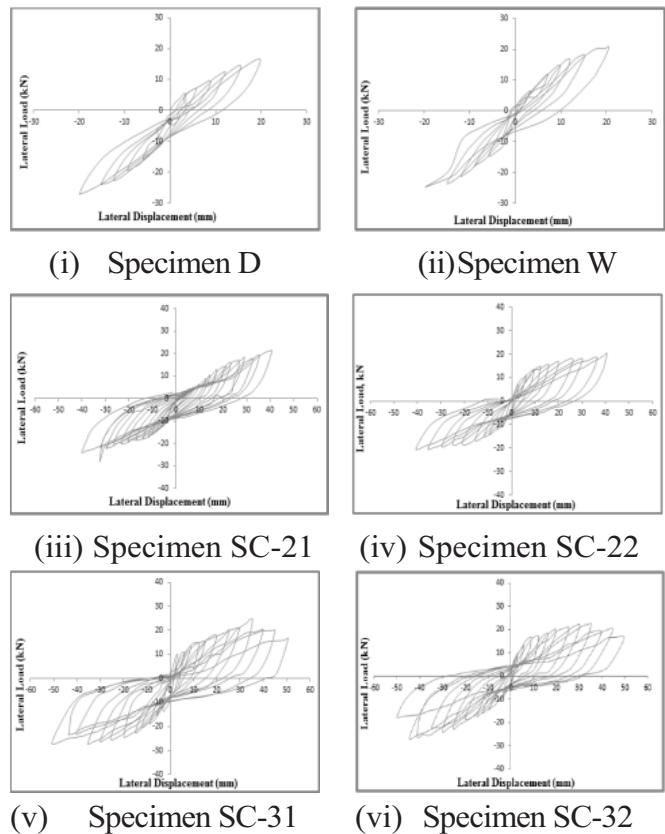 30
20
10
0
-10
-20
-30
-30 -20 -10 0 10 20 30
Lateral Load (kN)
Lateral Displacement (mm)
(i) Specimen D
30
20
10
0
-10
-20
-30
-30 -20 -10 0 10 20 30
Lateral Load (kN)
Lateral Displacement (mm)
(ii)Specimen W
40
30
20
10
0
-10
-20
-30
-40
-60 -50 -40 -30 -20 -10 0 10 20 30 40 50 60
Lateral Load (kN)
Lateral Displacement (mm)
(iii) Specimen SC-21
40
30
20
10
0
-10
-20
-30
-40
-60 -50 -40 -30 -20 -10 0 10 20 30 40 50 60
Lateral Load, kN
Lateral Displacement (mm)
(iv) Specimen SC-22
40
30
20
10
0
-10
-20
-30
-40
-60 -50 -40 -30 -20 -10 0 10 20 30 40 50 60
Lateral Load (kN)
Lateral Displacement (mm)
(v) Specimen SC-31
40
30
20
10
0
-10
-20
-30
-40
-60 -50 -40 -30 -20 -10 0 10 20 30 40 50 60
Lateral Load (kN)
Lateral Displacement (mm)
(vi) Specimen SC-32